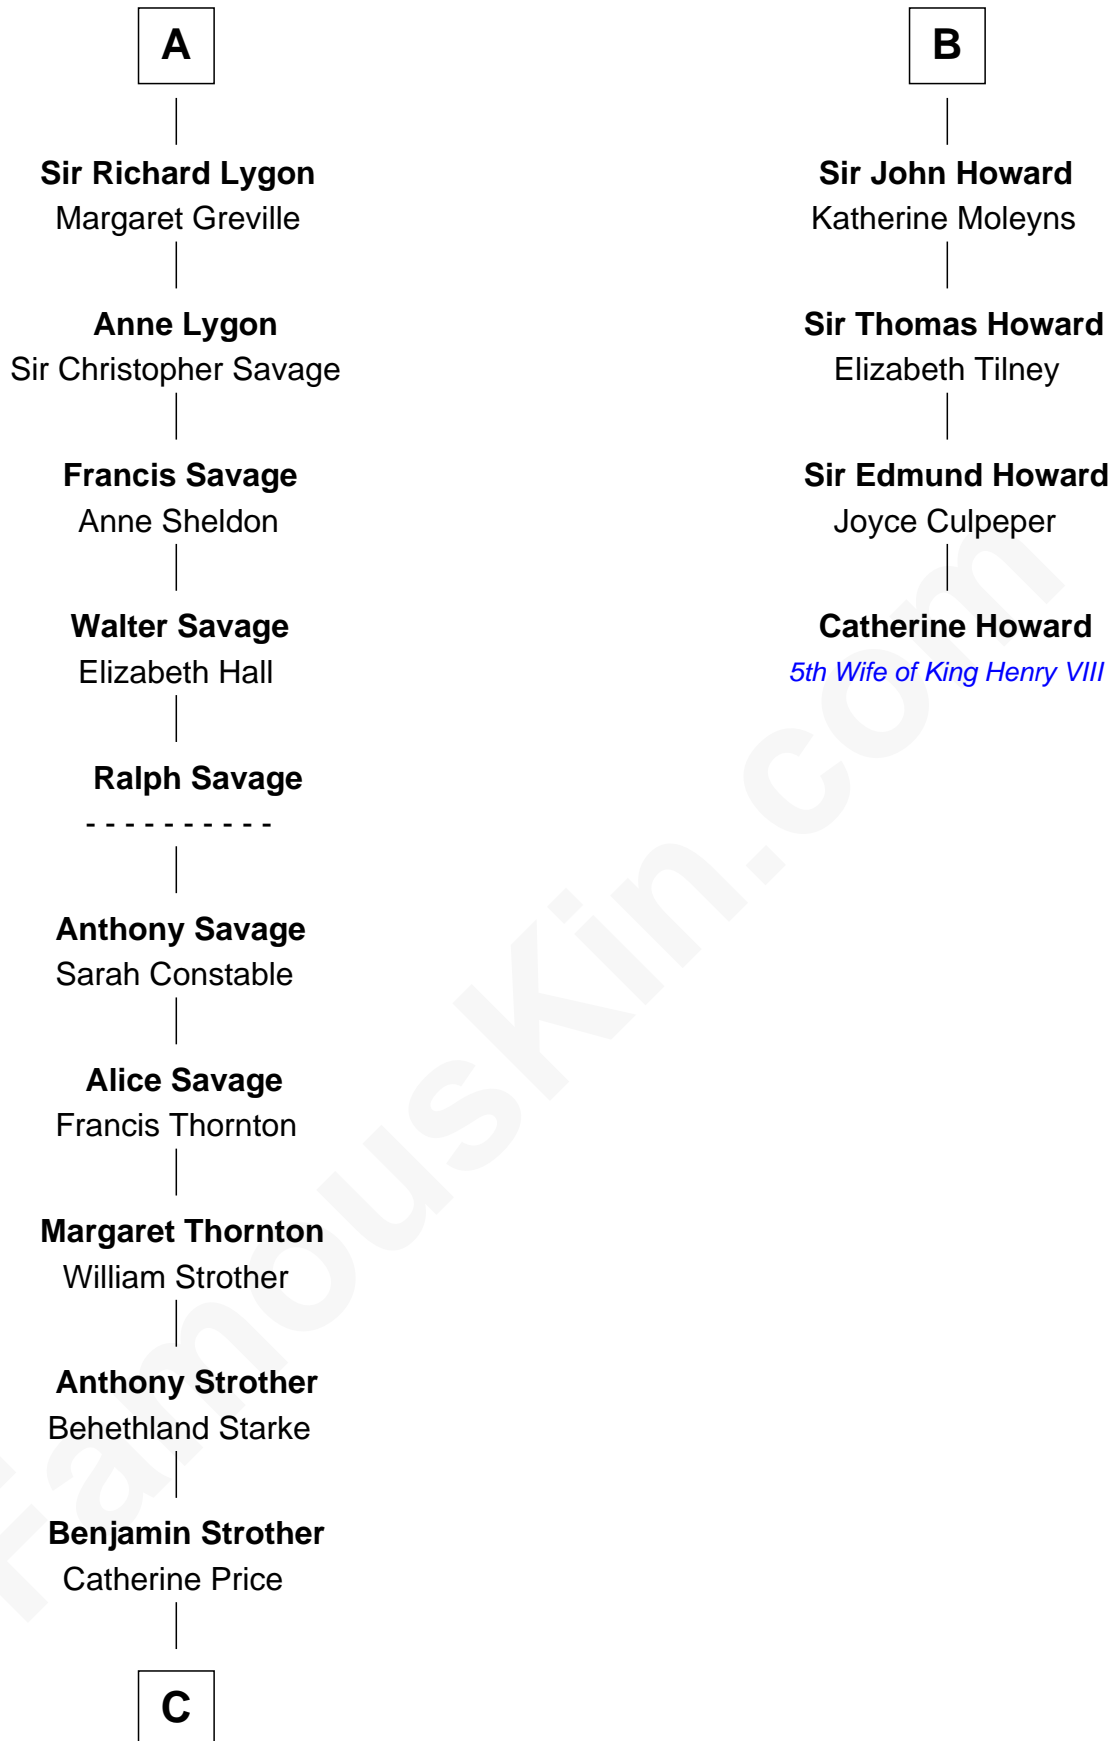 A
Sir Richard Lygon
Margaret Greville
Anne Lygon
Sir Christopher Savage
Francis Savage
Anne Sheldon
Walter Savage
Elizabeth Hall
Ralph Savage
- - - - - - - - - -
Anthony Savage
Sarah Constable
Alice Savage
Francis Thornton
Margaret Thornton
William Strother
Anthony Strother
Behethland Starke
Benjamin Strother
Catherine Price
C
B
Sir John Howard
Katherine Moleyns
Sir Thomas Howard
Elizabeth Tilney
Sir Edmund Howard
Joyce Culpeper
Catherine Howard
5th Wife of King Henry VIII
FamousKin.com